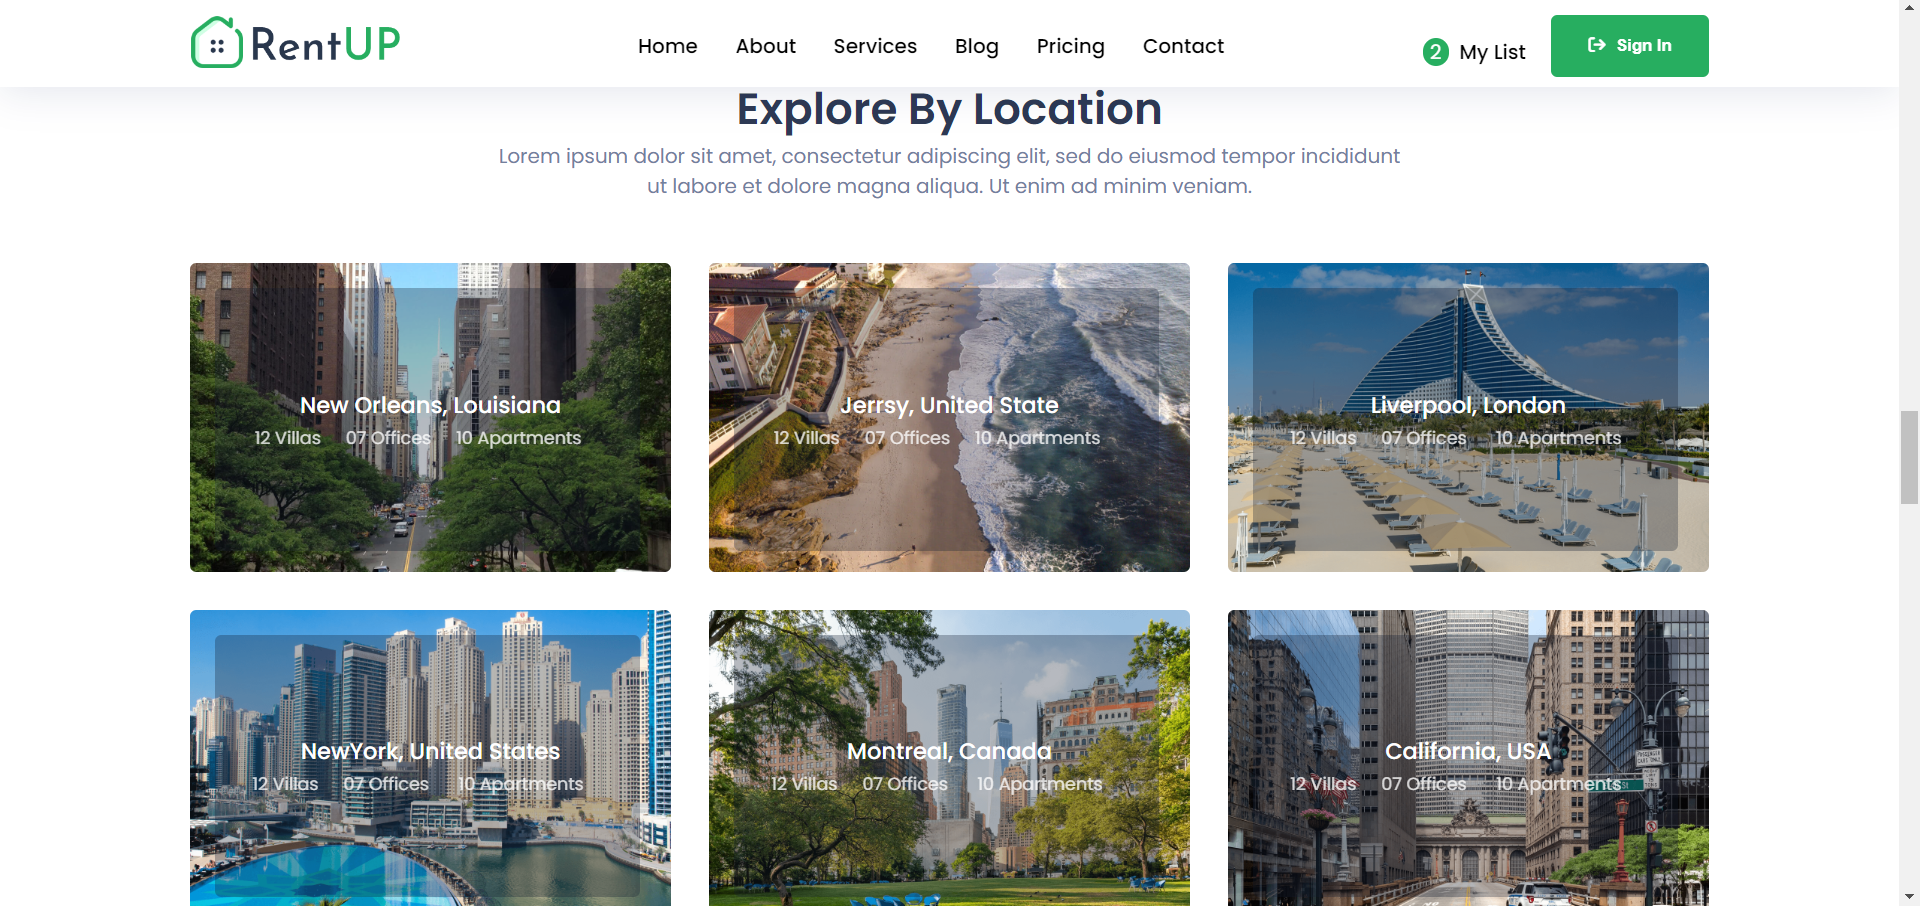 RentUP
Home About Services Blog Pricing Contact
2 My List
Sign In
Explore By Location
Lorem ipsum dolor sit amet, consectetur adipiscing elit, sed do eiusmod tempor incididunt
ut labore et dolore magna aliqua. Ut enim ad minim veniam.
New Orleans, Louisiana
12 Villas 07 Offices 10 Apartments
Jerrsy, United State
12 Villas 07 Offices 10 Apartments
Liverpool, London
12 Villas 07 Offices 10 Apartments
NewYork, United States
12 Villas 07 Offices 10 Apartments
Montreal, Canada
12 Villas 07 Offices 10 Apartments
California, USA
12 Villas 07 Offices 10 Apartments